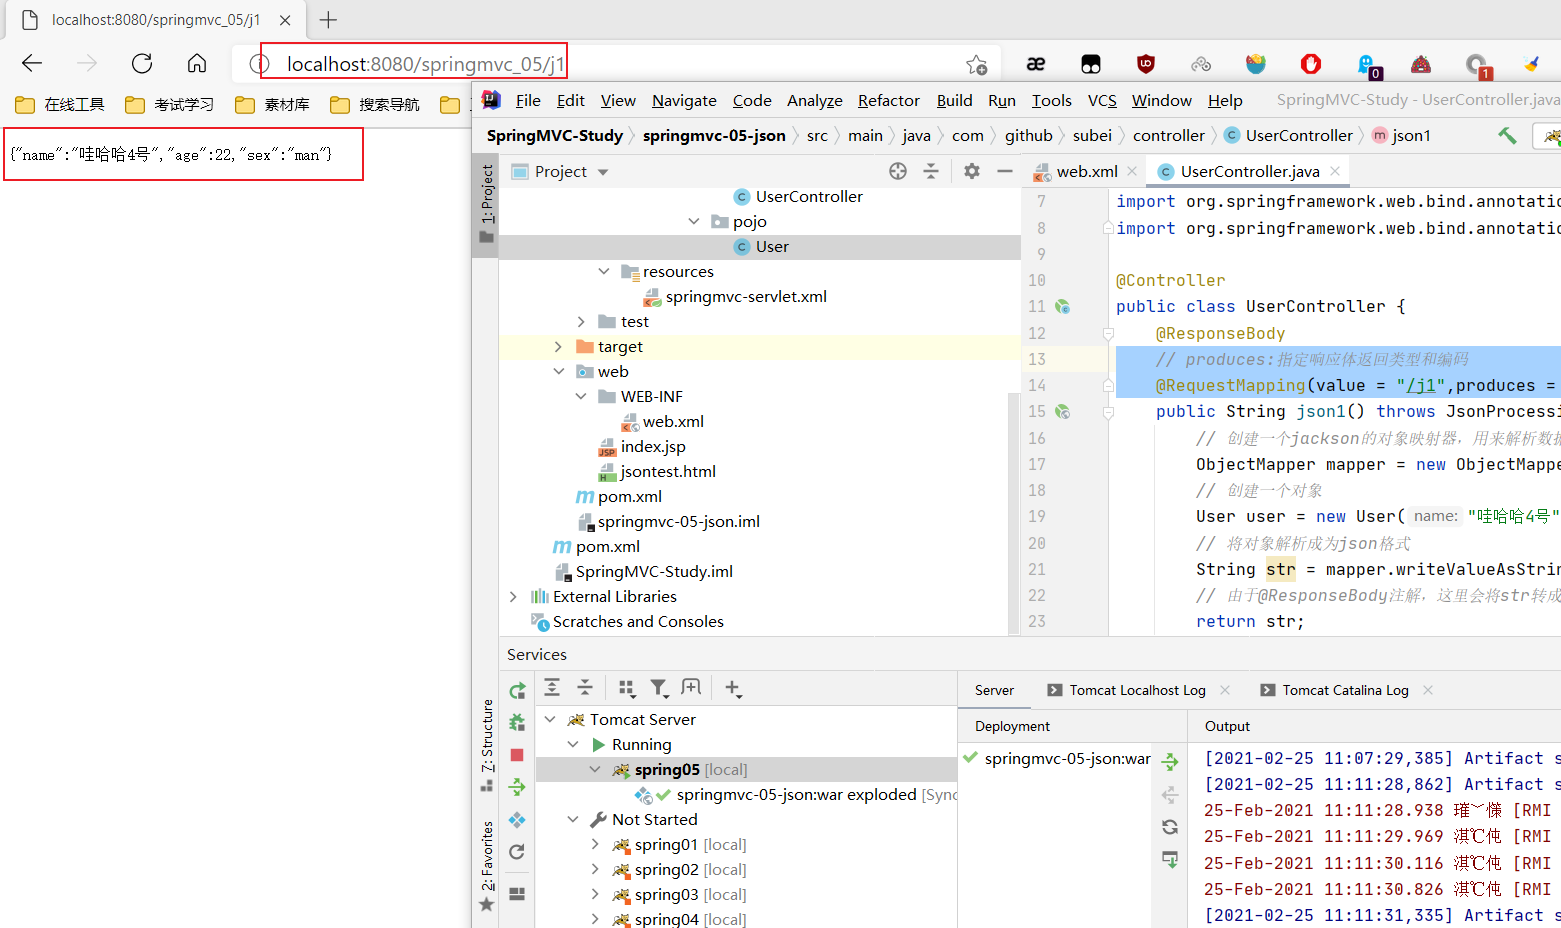 localhost:8080/springmvc_05/j1
localhost:8080/springmvc_05/j1
在线工具
考试学习
素材库
搜索导航
{"name":"哇哈哈4号","age":22,"sex":"man"}
File Edit View Navigate Code Analyze Refactor Build Run Tools VCS Window Help SpringMVC-Study - UserController.java
SpringMVC-Study springmvc-05-json src main java com github subei controller UserController json1
1: Project
Project
UserController
pojo
User
resources
springmvc-servlet.xml
test
target
web
WEB-INF
web.xml
index.jsp
jsontest.html
pom.xml
springmvc-05-json.iml
pom.xml
SpringMVC-Study.iml
External Libraries
Scratches and Consoles
web.xml UserController.java
7 import org.springframework.web.bind.annotatio
8 import org.springframework.web.bind.annotatio
9
10 @Controller
11 public class UserController {
12 @ResponseBody
13 // produces:指定响应体返回类型和编码
14 @RequestMapping(value = "/j1",produces =
15 public String json1() throws JsonProcessi
16 // 创建一个jackson的对象映射器，用来解析数据
17 ObjectMapper mapper = new ObjectMappe
18 // 创建一个对象
19 User user = new User( name: "哇哈哈4号"
20 // 将对象解析成为json格式
21 String str = mapper.writeValueAsStrin
22 // 由于@ResponseBody注解，这里会将str转成
23 return str;
Services
7: Structure
2: Favorites
Tomcat Server
Running
spring05 [local]
springmvc-05-json:war exploded [Sync
Not Started
spring01 [local]
spring02 [local]
spring03 [local]
spring04 [local]
Server Tomcat Localhost Log Tomcat Catalina Log
Deployment
springmvc-05-json:war
Output
[2021-02-25 11:07:29,385] Artifact s
[2021-02-25 11:11:28,862] Artifact s
25-Feb-2021 11:11:28.938 [RMI
25-Feb-2021 11:11:29.969 淇℃伅 [RMI
25-Feb-2021 11:11:30.116 淇℃伅 [RMI
25-Feb-2021 11:11:30.826 淇℃伅 [RMI
[2021-02-25 11:11:31,335] Artifact s